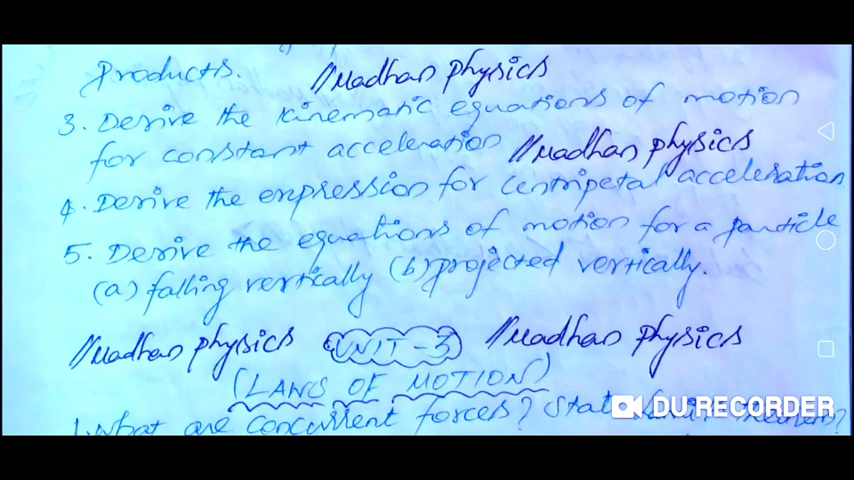 Products. Madhan physics
3. Derive the kinematic equations of motion
for constant acceleration Madhan physics
4. Derive the expression for centripetal acceleration
5. Derive the equations of motion for a particle
(a) falling vertically (b) projected vertically.
Madhan physics UNIT-3 Madhan physics
(LAWS OF MOTION)
1. What are concurrent forces? State
DU RECORDER